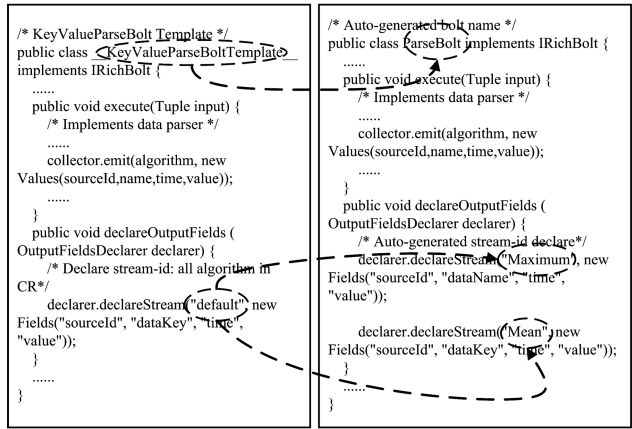 /* KeyValueParseBolt Template */
public class __KeyValueParseBoltTemplate__
implements IRichBolt {
......
public void execute(Tuple input) {
/* Implements data parser */
......
collector.emit(algorithm, new
Values(sourceId,name,time,value));
......
}
public void declareOutputFields (
OutputFieldsDeclarer declarer) {
/* Declare stream-id: all algorithm in
CR*/
declarer.declareStream("default", new
Fields("sourceId", "dataKey", "time",
"value"));
}
......
}
/* Auto-generated bolt name */
public class ParseBolt implements IRichBolt {
......
public void execute(Tuple input) {
/* Implements data parser */
......
collector.emit(algorithm, new
Values(sourceId,name,time,value));
......
}
public void declareOutputFields (
OutputFieldsDeclarer declarer) {
/* Auto-generated stream-id declare*/
declarer.declareStream("Maximum", new
Fields("sourceId", "dataName", "time",
"value"));
declarer.declareStream("Mean", new
Fields("sourceId", "dataKey", "time", "value"));
}
......
}